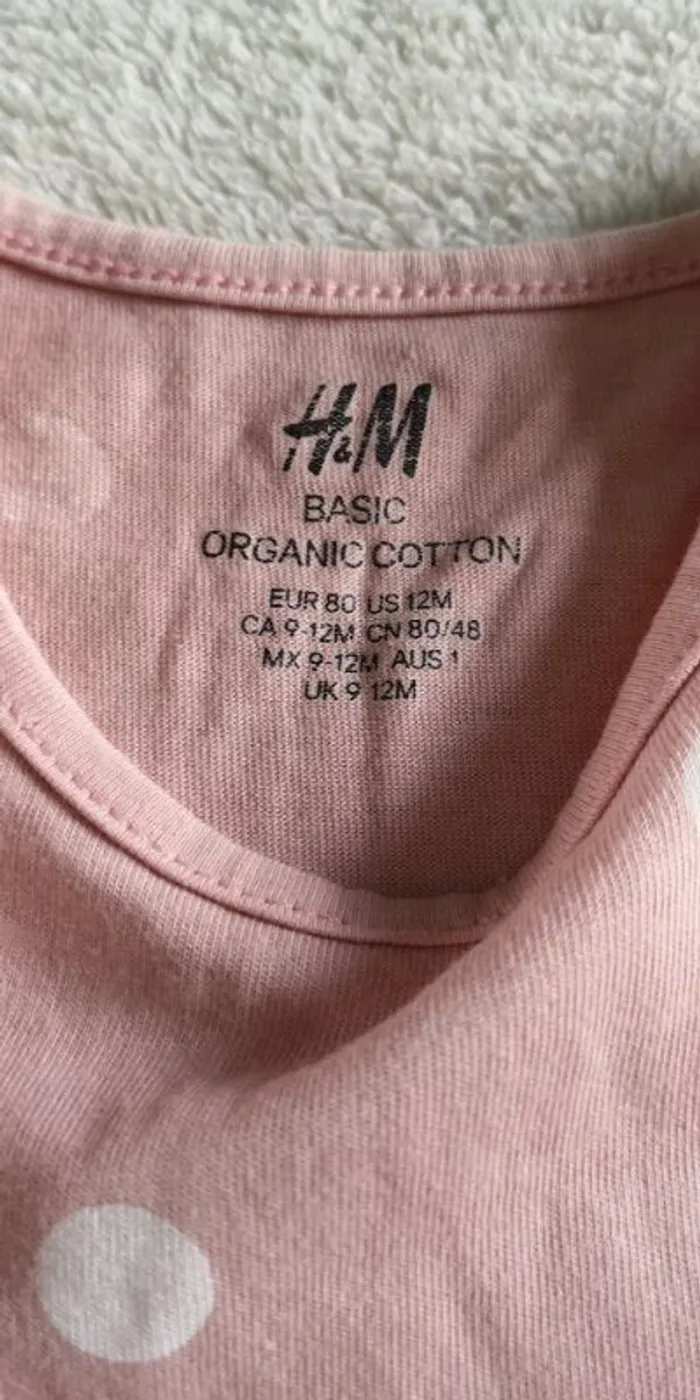 H&M
BASIC
ORGANIC COTTON
EUR 80 US 12M
CA 9-12M CN 80/48
MX 9-12M AUS 1
UK 9 12M